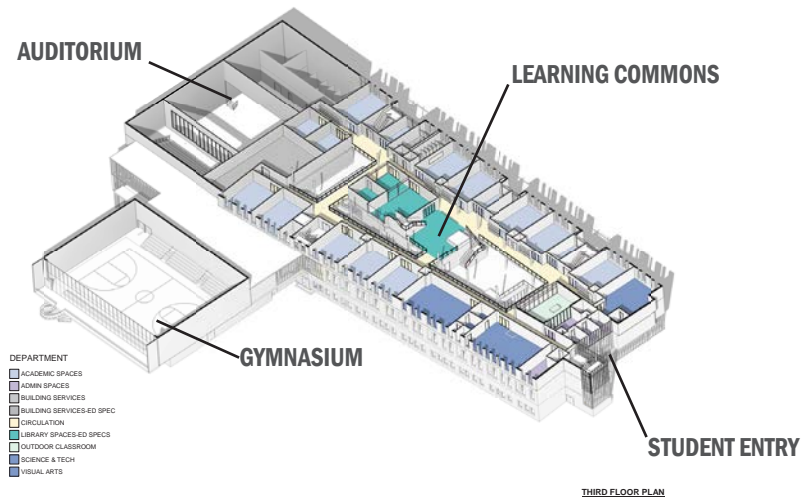 AUDITORIUM
LEARNING COMMONS
GYMNASIUM
DEPARTMENT
ACADEMIC SPACES
ADMIN SPACES
BUILDING SERVICES
BUILDING SERVICES-ED SPEC
CIRCULATION
LIBRARY SPACES-ED SPECS
OUTDOOR CLASSROOM
SCIENCE & TECH
VISUAL ARTS
STUDENT ENTRY
THIRD FLOOR PLAN